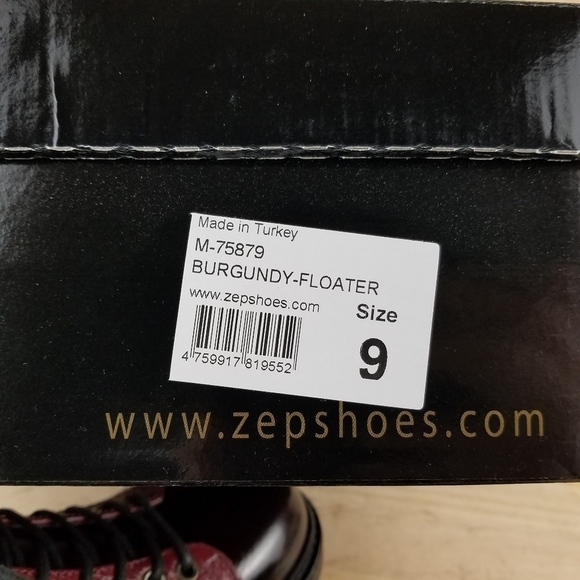 Made in Turkey
M-75879
BURGUNDY-FLOATER
www.zepshoes.com
Size
9
4 759917 819552
www.zepshoes.com